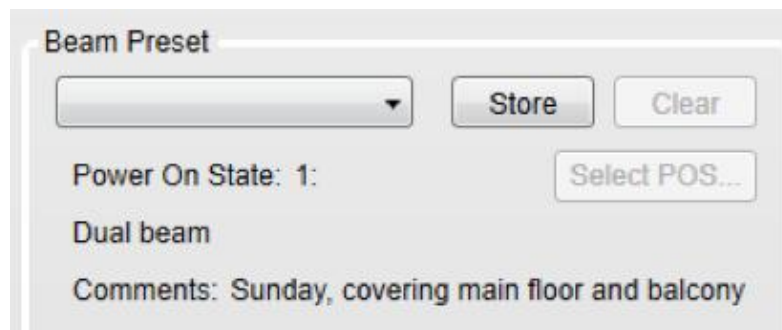 Beam Preset
Store Clear
Power On State: 1: Select POS...
Dual beam
Comments: Sunday, covering main floor and balcony